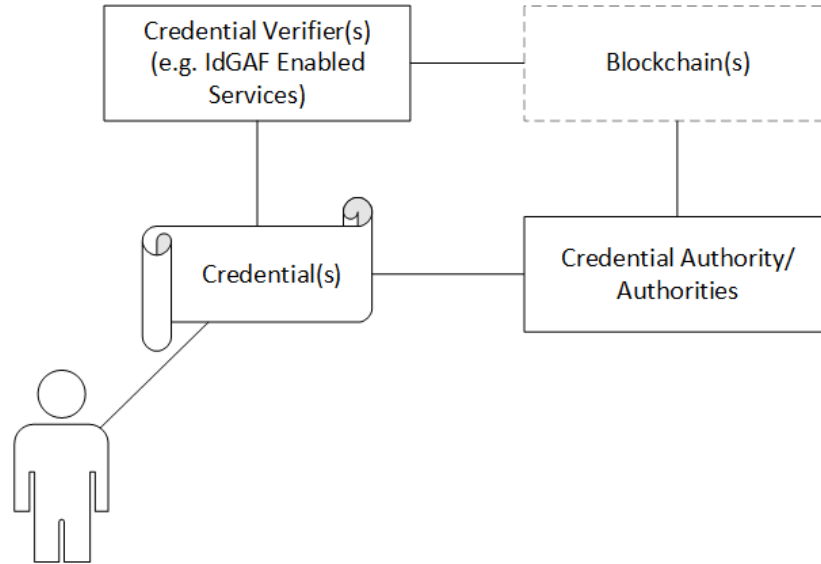 Credential Verifier(s)
(e.g. IdGAF Enabled
Services)
Blockchain(s)
Credential(s)
Credential Authority/
Authorities